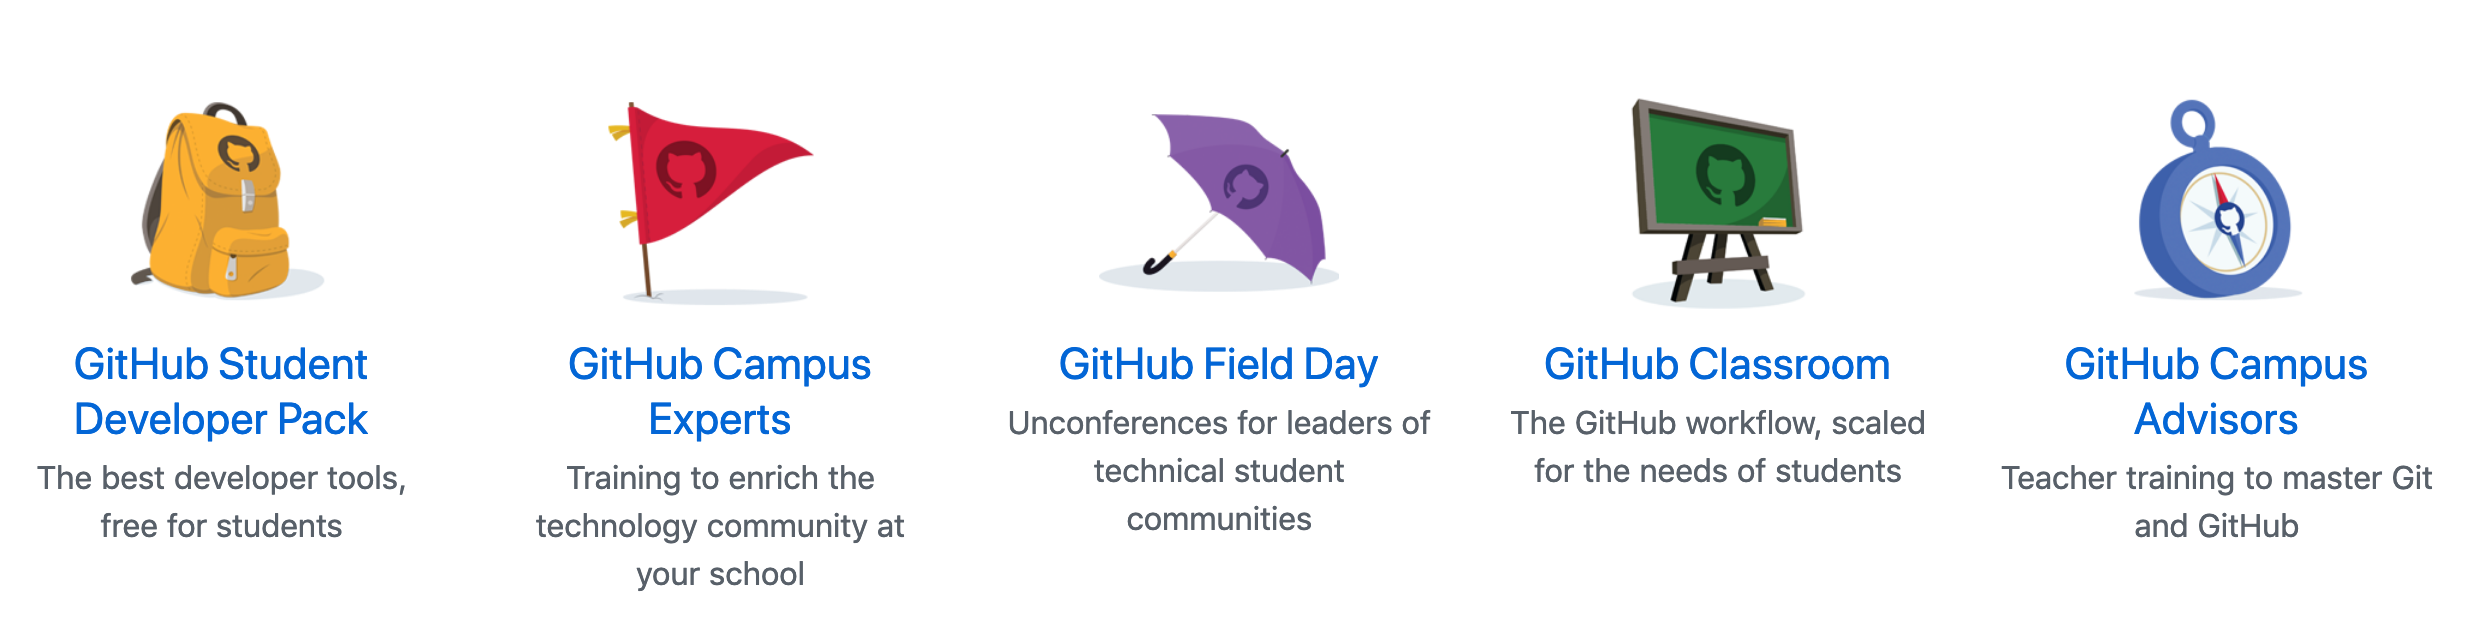 GitHub Student
Developer Pack
The best developer tools,
free for students
GitHub Campus
Experts
Training to enrich the
technology community at
your school
GitHub Field Day
Unconferences for leaders of
technical student
communities
GitHub Classroom
The GitHub workflow, scaled
for the needs of students
GitHub Campus
Advisors
Teacher training to master Git
and GitHub